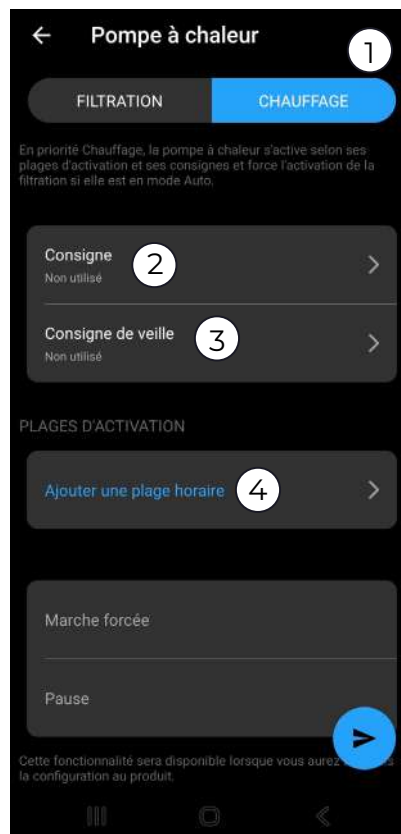 Pompe à chaleur
1
FILTRATION CHAUFFAGE
En priorité Chauffage, la pompe à chaleur s'active selon ses
plages d'activation et ses consignes et force l'activation de la
filtration si elle est en mode Auto.
Consigne 2
Non utilisé
Consigne de veille 3
Non utilisé
PLAGES D'ACTIVATION
Ajouter une plage horaire 4
Marche forcée
Pause
Cette fonctionnalité sera disponible lorsque vous aurez
la configuration au produit.